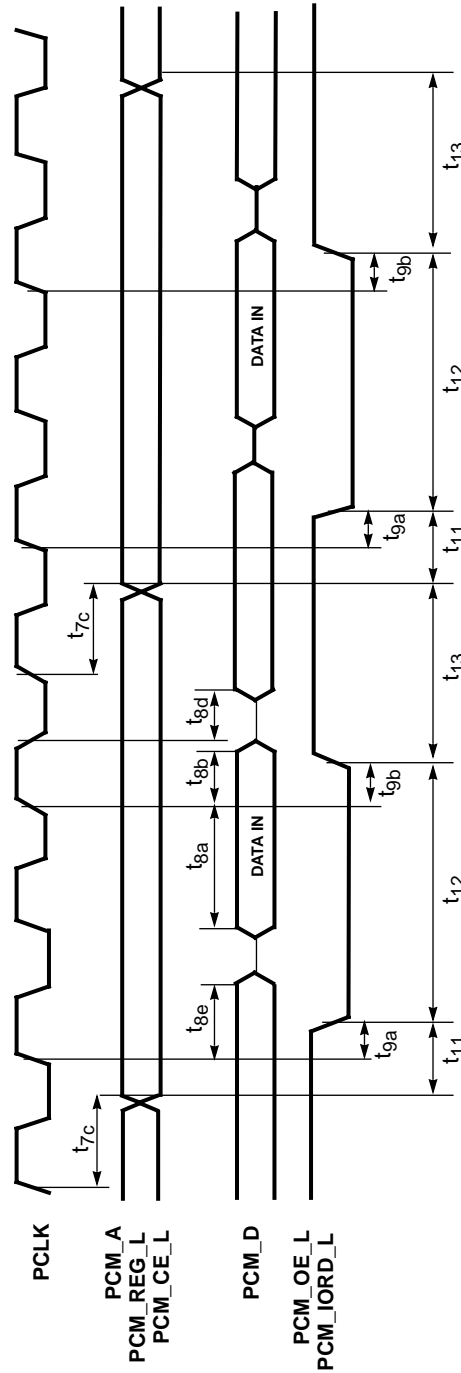 PCLK
PCM_A
PCM_REG_L
PCM_CE_L
PCM_D
PCM_OE_L
PCM_IORD_L
t7c
t7c
t8e
DATA IN
t8a
t8b
t8d
DATA IN
t9a
t9b
t9a
t9b
t11
t12
t13
t11
t12
t13